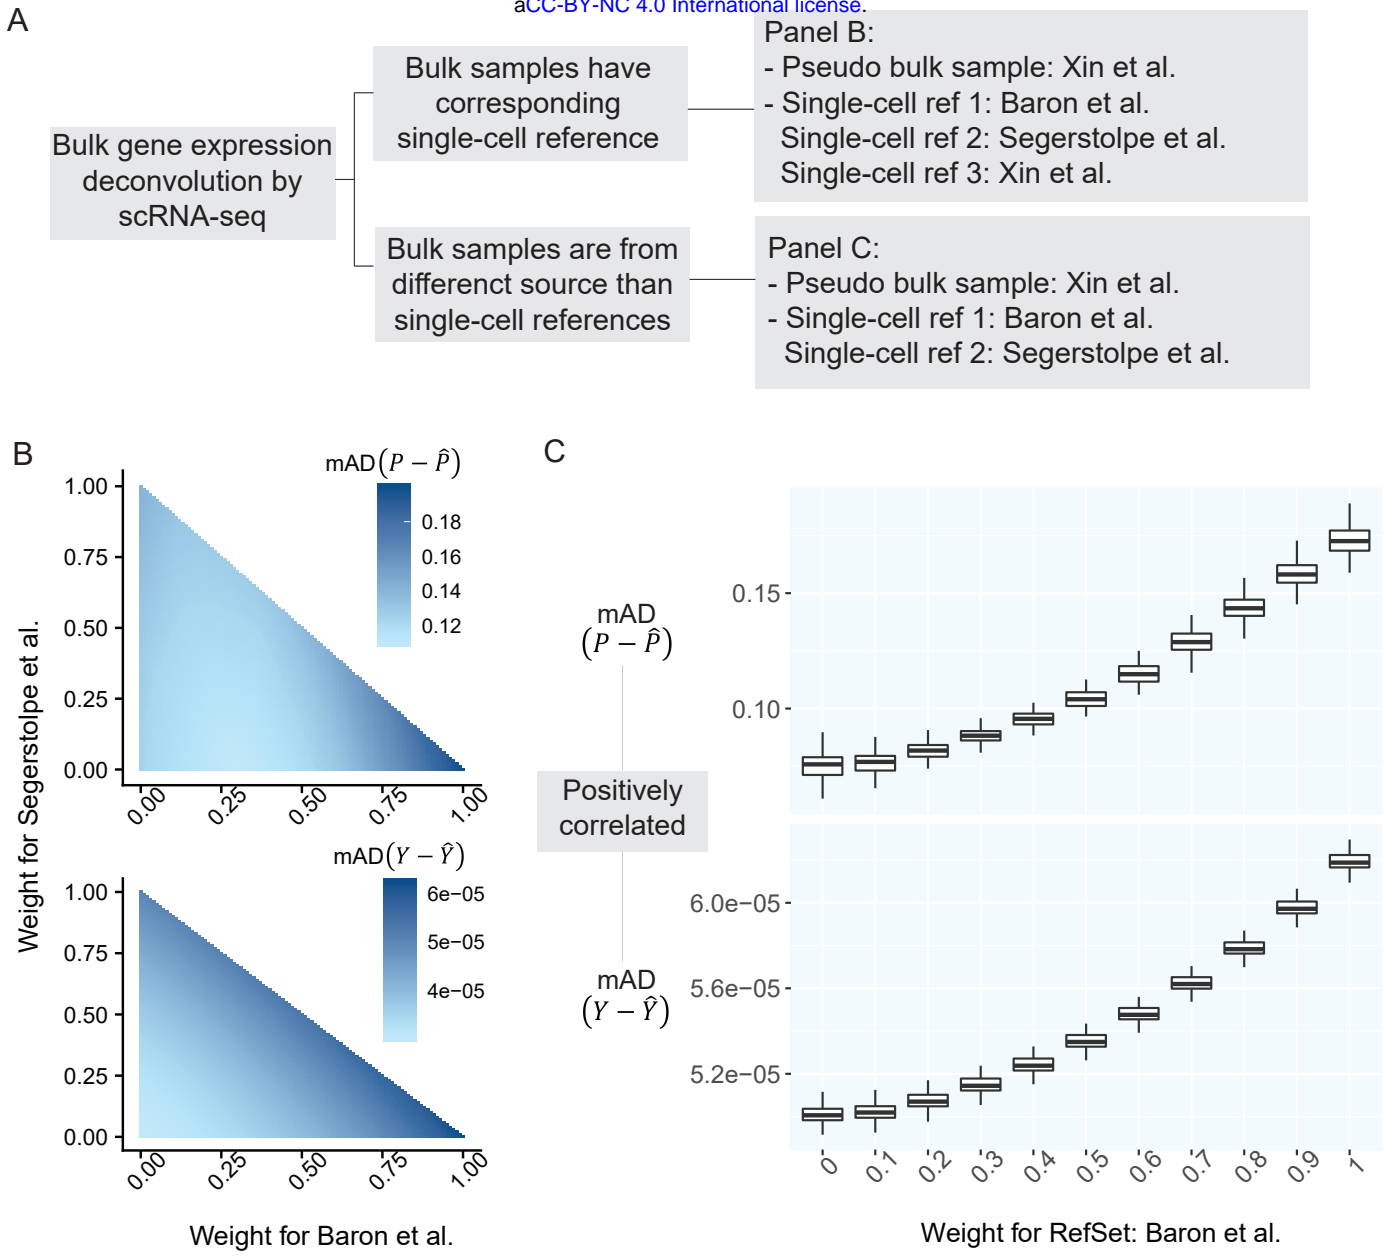 aCC-BY-NC 4.0 International license.
A
Bulk gene expression
deconvolution by
scRNA-seq
Bulk samples have
corresponding
single-cell reference
Panel B:
- Pseudo bulk sample: Xin et al.
- Single-cell ref 1: Baron et al.
Single-cell ref 2: Segerstolpe et al.
Single-cell ref 3: Xin et al.
Bulk samples are from
differenct source than
single-cell references
Panel C:
- Pseudo bulk sample: Xin et al.
- Single-cell ref 1: Baron et al.
Single-cell ref 2: Segerstolpe et al.
B
mAD(P − P̂)
0.18
0.16
0.14
0.12
1.00
0.75
0.50
0.25
0.00
0.00 0.25 0.50 0.75 1.00
mAD(Y − Ŷ)
6e−05
5e−05
4e−05
1.00
0.75
0.50
0.25
0.00
0.00 0.25 0.50 0.75 1.00
Weight for Segerstolpe et al.
Weight for Baron et al.
C
mAD
(P − P̂)
Positively
correlated
mAD
(Y − Ŷ)
0.15
0.10
6.0e−05
5.6e−05
5.2e−05
0 0.1 0.2 0.3 0.4 0.5 0.6 0.7 0.8 0.9 1
Weight for RefSet: Baron et al.